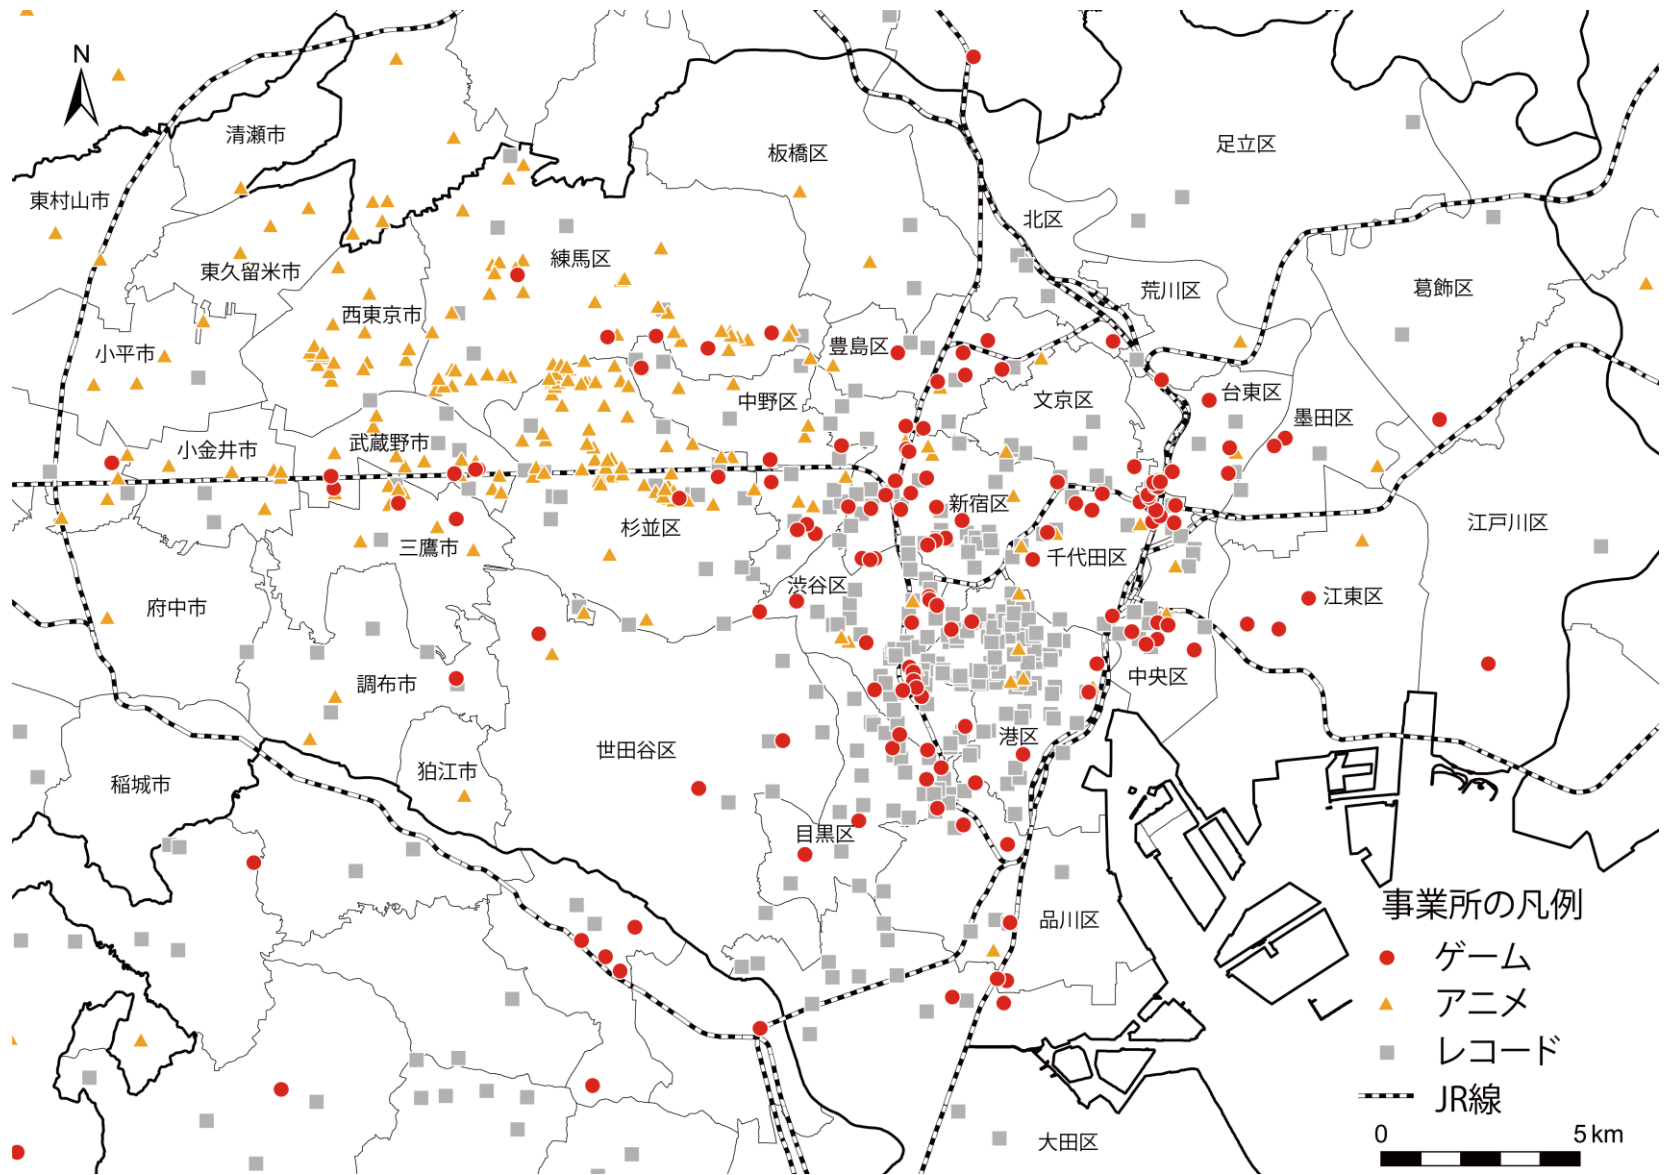 N
清瀬市
足立区
板橋区
東村山市
北区
練馬区
東久留米市
荒川区
葛飾区
西東京市
小平市
豊島区
台東区
中野区
文京区
墨田区
武蔵野市
小金井市
新宿区
杉並区
江戸川区
三鷹市
千代田区
渋谷区
江東区
府中市
中央区
調布市
港区
世田谷区
狛江市
稲城市
目黒区
品川区
大田区
事業所の凡例
ゲーム
アニメ
レコード
JR線
0 5km